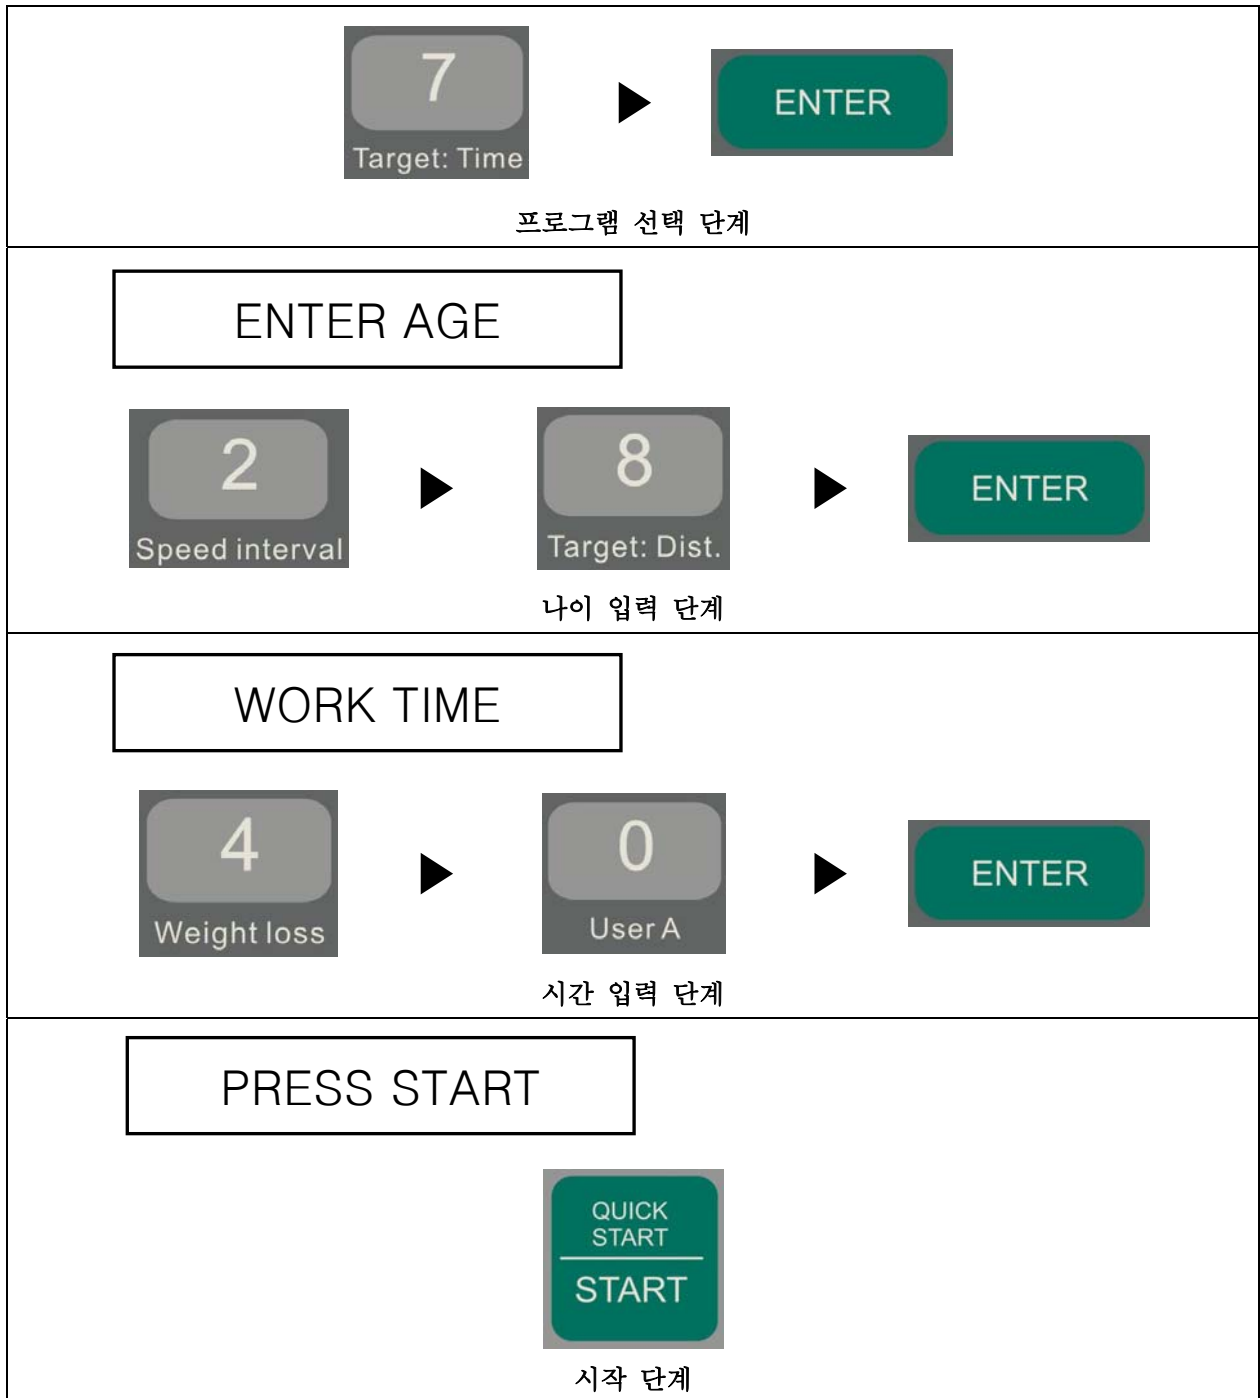 7
ENTER
Target: Time
프로그램 선택 단계
ENTER AGE
2
8
ENTER
Speed interval
Target: Dist.
나이 입력 단계
WORK TIME
4
0
ENTER
Weight loss
User A
시간 입력 단계
PRESS START
QUICK
START
START
시작 단계